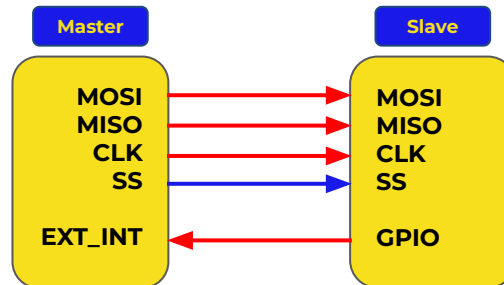 Master Slave
MOSI MOSI
MISO MISO
CLK CLK
SS SS
EXT_INT GPIO